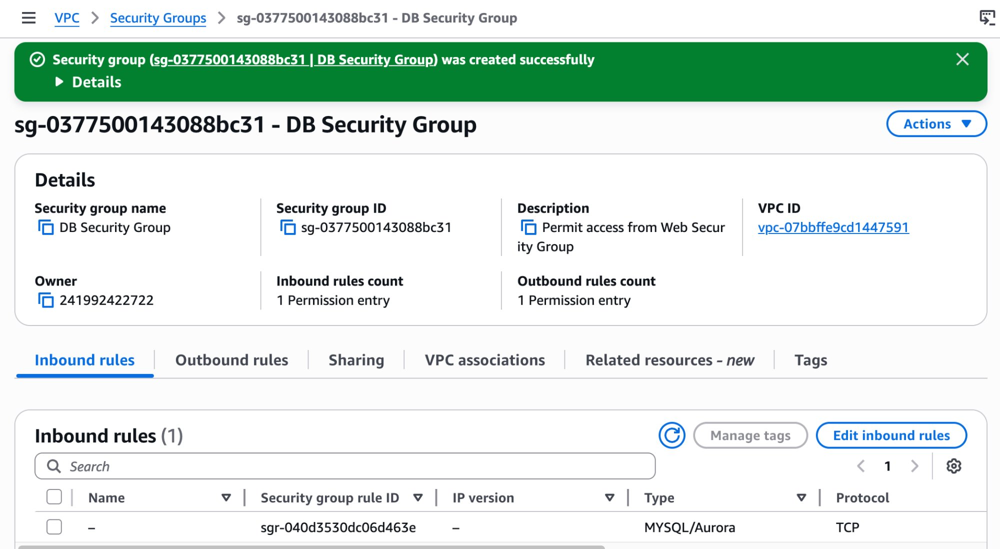 VPC > Security Groups > sg-0377500143088bc31 - DB Security Group
Security group (sg-0377500143088bc31 | DB Security Group) was created successfully
Details
sg-0377500143088bc31 - DB Security Group
Actions
Details
Security group name
DB Security Group
Security group ID
sg-0377500143088bc31
Description
Permit access from Web Secur
ity Group
VPC ID
vpc-07bbffe9cd1447591
Owner
241992422722
Inbound rules count
1 Permission entry
Outbound rules count
1 Permission entry
Inbound rules
Outbound rules
Sharing
VPC associations
Related resources - new
Tags
Inbound rules (1)
Manage tags
Edit inbound rules
Search
1
Name
Security group rule ID
IP version
Type
Protocol
– sgr-040d3530dc06d463e – MYSQL/Aurora TCP